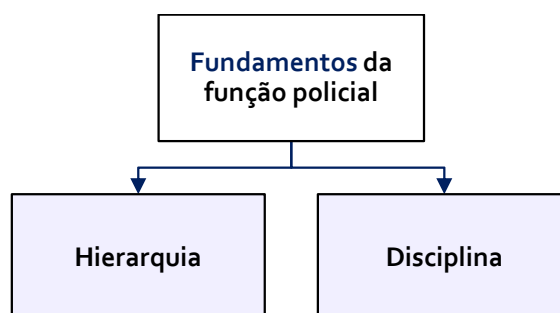 Fundamentos da
função policial
Hierarquia
Disciplina